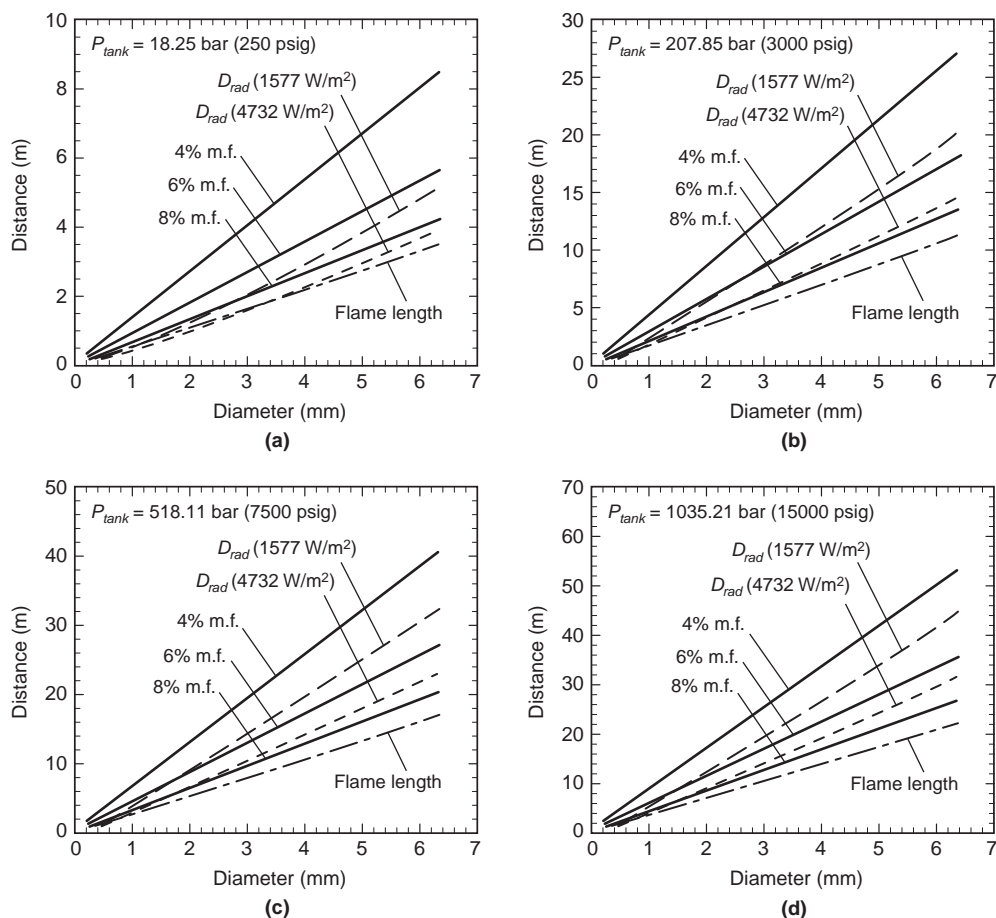 10
8
6
4
2
0
Distance (m)
P_tank = 18.25 bar (250 psig)
D_rad (1577 W/m²)
D_rad (4732 W/m²)
4% m.f.
6% m.f.
8% m.f.
Flame length
0 1 2 3 4 5 6 7
Diameter (mm)
(a)
30
25
20
15
10
5
0
Distance (m)
P_tank = 207.85 bar (3000 psig)
D_rad (1577 W/m²)
D_rad (4732 W/m²)
4% m.f.
6% m.f.
8% m.f.
Flame length
0 1 2 3 4 5 6 7
Diameter (mm)
(b)
50
40
30
20
10
0
Distance (m)
P_tank = 518.11 bar (7500 psig)
D_rad (1577 W/m²)
D_rad (4732 W/m²)
4% m.f.
6% m.f.
8% m.f.
Flame length
0 1 2 3 4 5 6 7
Diameter (mm)
(c)
70
60
50
40
30
20
10
0
Distance (m)
P_tank = 1035.21 bar (15000 psig)
D_rad (1577 W/m²)
D_rad (4732 W/m²)
4% m.f.
6% m.f.
8% m.f.
Flame length
0 1 2 3 4 5 6 7
Diameter (mm)
(d)